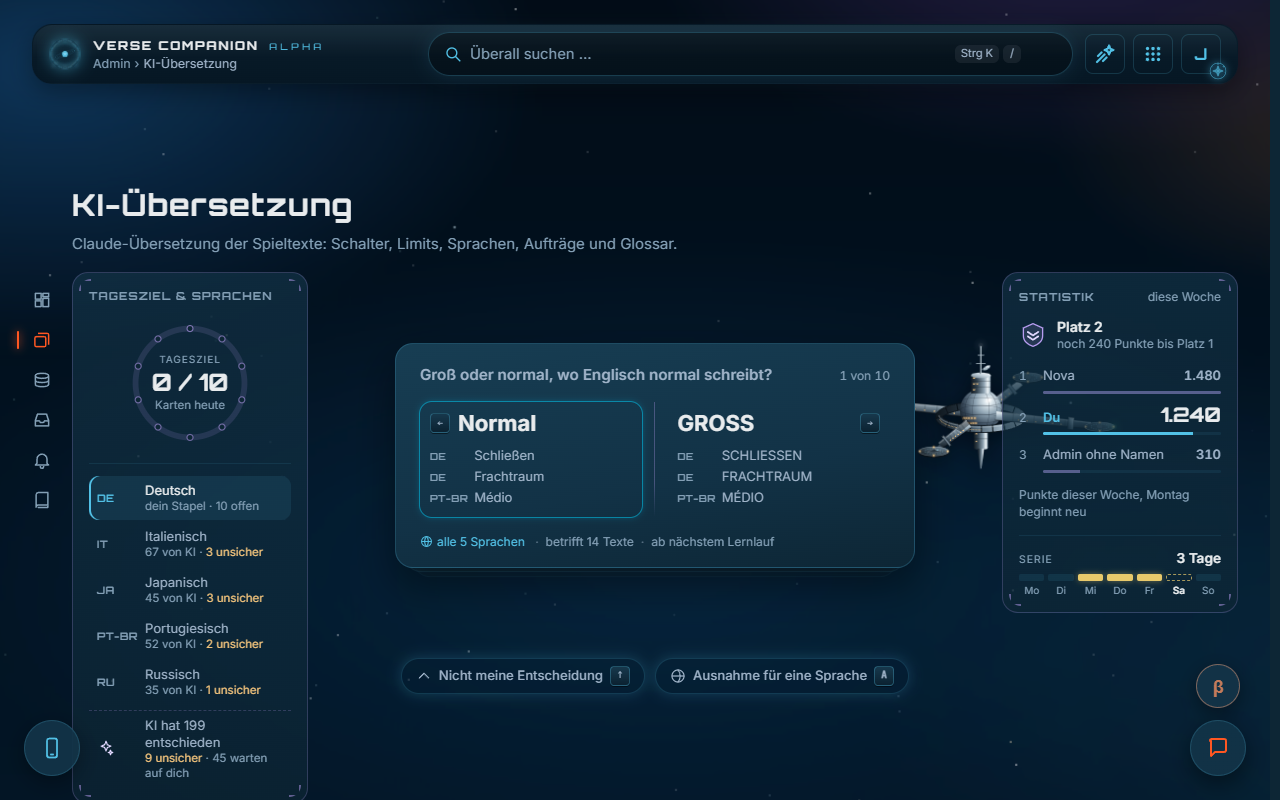 VERSE COMPANION ALPHA
Admin › KI-Übersetzung
Überall suchen ...
Strg K
/
KI-Übersetzung
Claude-Übersetzung der Spieltexte: Schalter, Limits, Sprachen, Aufträge und Glossar.
TAGESZIEL & SPRACHEN
TAGESZIEL
0 / 10
Karten heute
DE Deutsch
dein Stapel · 10 offen
IT Italienisch
67 von KI · 3 unsicher
JA Japanisch
45 von KI · 3 unsicher
PT-BR Portugiesisch
52 von KI · 2 unsicher
RU Russisch
35 von KI · 1 unsicher
KI hat 199
entschieden
9 unsicher · 45 warten
auf dich
Groß oder normal, wo Englisch normal schreibt?
1 von 10
← Normal
DE Schließen
DE Frachtraum
PT-BR Médio
GROSS →
DE SCHLIESSEN
DE FRACHTRAUM
PT-BR MÉDIO
alle 5 Sprachen · betrifft 14 Texte · ab nächstem Lernlauf
Nicht meine Entscheidung ↑
Ausnahme für eine Sprache A
STATISTIK
diese Woche
Platz 2
noch 240 Punkte bis Platz 1
1 Nova 1.480
2 Du 1.240
3 Admin ohne Namen 310
Punkte dieser Woche, Montag
beginnt neu
SERIE 3 Tage
Mo Di Mi Do Fr Sa So
β